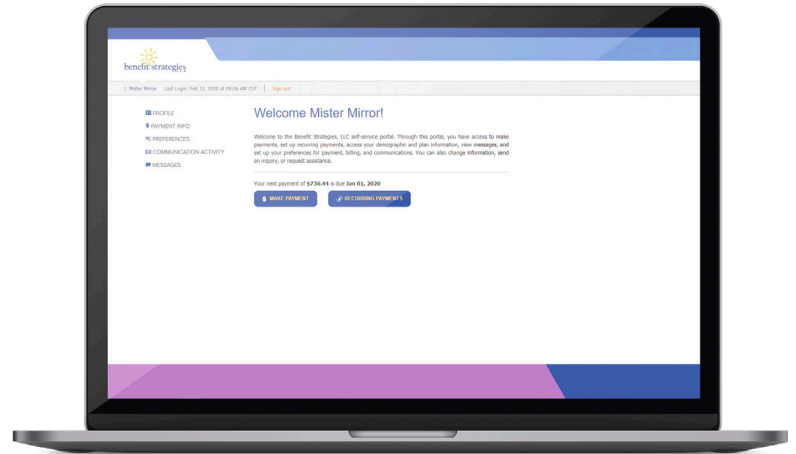 benefit strategies
Mister Mirror Last Login: Feb 12, 2020 at 09:06 AM CST | Sign out
PROFILE
$ PAYMENT INFO
PREFERENCES
COMMUNICATION ACTIVITY
MESSAGES
Welcome Mister Mirror!
Welcome to the Benefit Strategies, LLC self-service portal. Through this portal, you have access to make
payments, set up recurring payments, access your demographic and plan information, view messages, and
set up your preferences for payment, billing, and communications. You can also change information, send
an inquiry, or request assistance.
Your next payment of $736.44 is due Jan 01, 2020
$ MAKE PAYMENT
RECURRING PAYMENTS